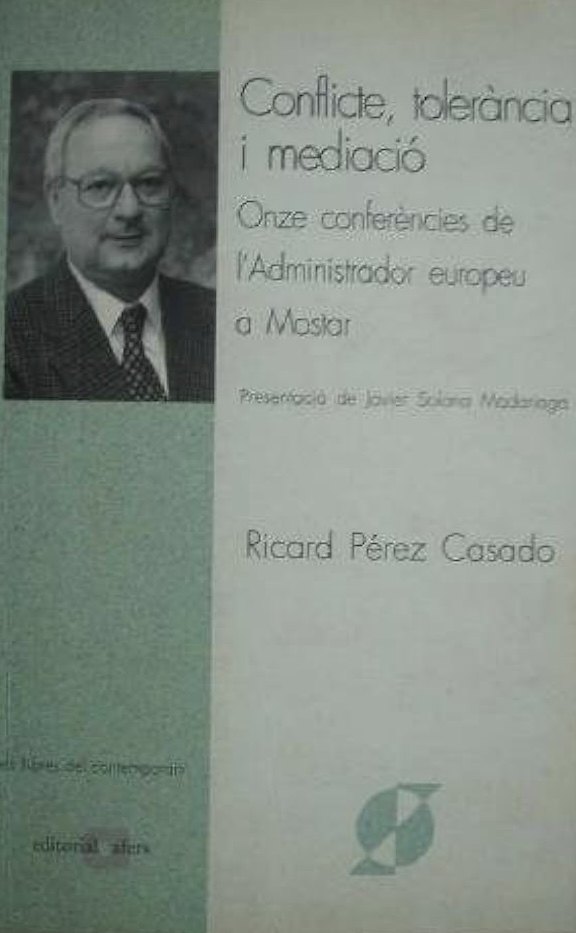 Conflicte, tolerància
i mediació
Onze conferències de
l'Administrador europeu
a Mostar
Presentació de Javier Solana Madariaga
Ricard Pérez Casado
els llibres del contemporani
editorial afers